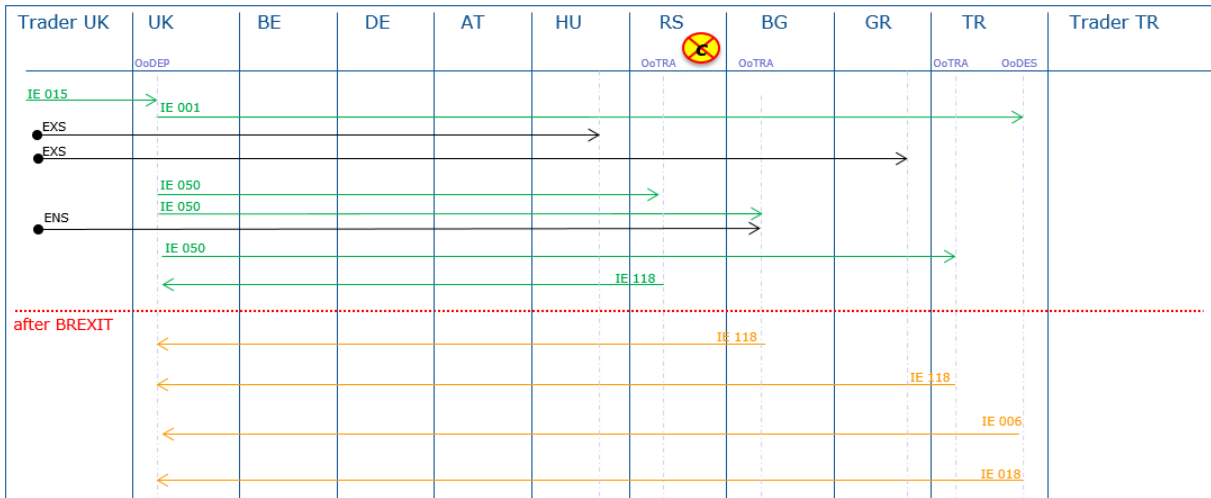 Trader UK UK BE DE AT HU RS BG GR TR Trader TR
C
OoDEP OoTRA OoTRA OoTRA OoDES
IE 015
IE 001
EXS
EXS
IE 050
IE 050
ENS
IE 050
IE 118
after BREXIT
IE 118
IE 118
IE 006
IE 018